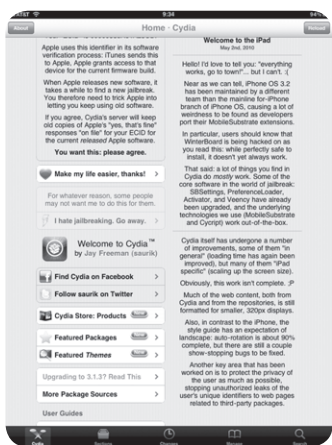 9:34
94%
About
Home · Cydia
Reload
Apple uses this identifier in its software
verification process: iTunes sends this
to Apple, Apple grants access to that
device for the current firmware build.
When Apple releases new software, it
takes a while to find a new jailbreak.
You therefore need to trick Apple into
letting you keep using old software.
If you agree, Cydia's server will keep
old copies of Apple's "yes, that's fine"
responses "on file" for your ECID for
the current released Apple software.
You want this: please agree.
Make my life easier, thanks!
For whatever reason, some people
may not want me to do this for them.
I hate jailbreaking. Go away.
Welcome to Cydia™
by Jay Freeman (saurik)
Find Cydia on Facebook
Follow saurik on Twitter
Cydia Store: Products
Featured Packages
Featured Themes
Upgrading to 3.1.3? Read This
More Package Sources
User Guides
Welcome to the iPad
May 2nd, 2010
Hello! I'd love to tell you: "everything
works, go to town!"... but I can't. :(
Near as we can tell, iPhone OS 3.2
has been maintained by a different
team than the mainline for-iPhone
branch of iPhone OS, causing a lot of
weirdness to be found as developers
port their MobileSubstrate extensions.
In particular, users should know that
WinterBoard is being hacked on as
you read this: while perfectly safe to
install, it doesn't yet always work.
That said: a lot of things you find in
Cydia do mostly work. Some of the
core software in the world of jailbreak:
SBSettings, PreferenceLoader,
Activator, and Veency have already
been upgraded, and the underlying
technologies we use (MobileSubstrate
and Cycript) work out-of-the-box.
Cydia itself has undergone a number
of improvements, some of them "in
general" (loading time has again been
improved), but many of them "iPad
specific" (scaling up the screen size).
Obviously, this work isn't complete. ;P
Much of the web content, both from
Cydia and from the repositories, is still
formatted for smaller, 320px displays.
Also, in contrast to the iPhone, the
style guide has an expectation of
landscape: auto-rotation is about 90%
complete, but there are still a couple
show-stopping bugs to be fixed.
Another key area that has been
worked on is to protect the privacy of
the user as much as possible,
stopping unauthorized leaks of the
user's unique identifiers to web pages
related to third-party packages.
Cydia
Sections
Changes
Manage
Search